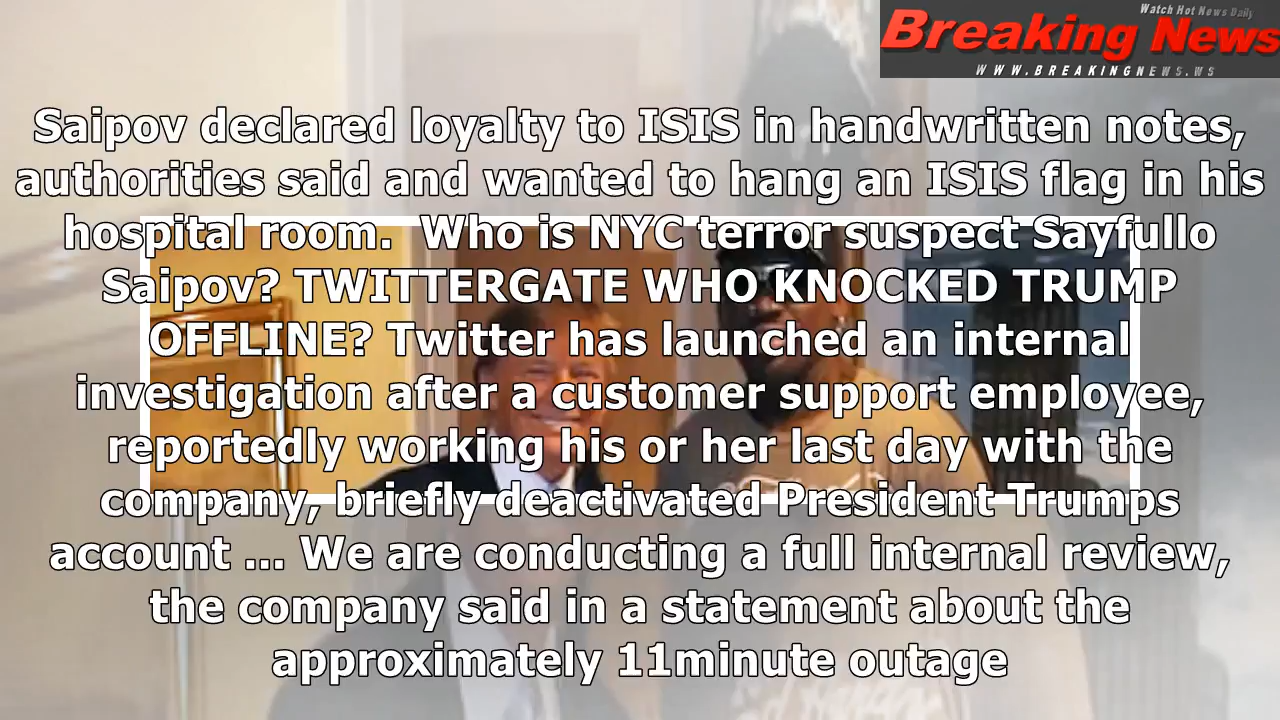 Watch Hot News Daily
Breaking News
WWW.BREAKINGNEWS.WS
Saipov declared loyalty to ISIS in handwritten notes,
authorities said and wanted to hang an ISIS flag in his
hospital room.  Who is NYC terror suspect Sayfullo
Saipov? TWITTERGATE WHO KNOCKED TRUMP
OFFLINE? Twitter has launched an internal
investigation after a customer support employee,
reportedly working his or her last day with the
company, briefly deactivated President Trumps
account ... We are conducting a full internal review,
the company said in a statement about the
approximately 11minute outage